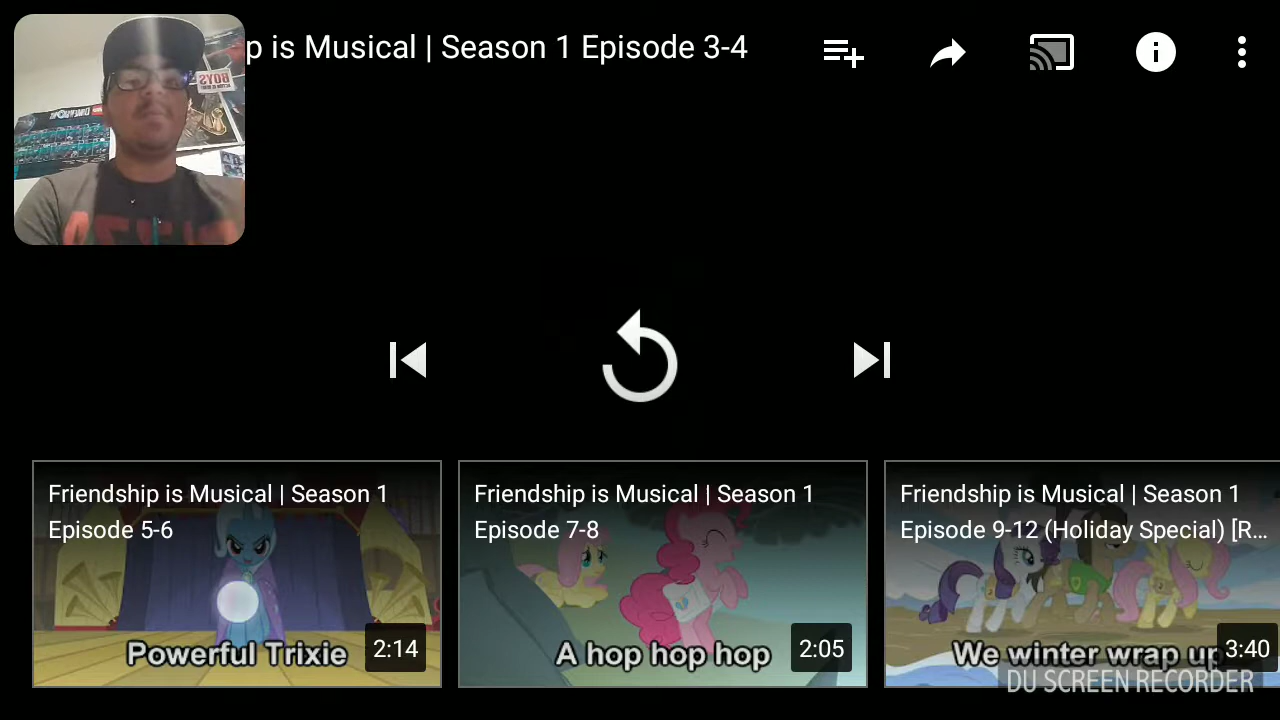 p is Musical | Season 1 Episode 3-4
BOYS
Friendship is Musical | Season 1
Episode 5-6
Powerful Trixie
2:14
Friendship is Musical | Season 1
Episode 7-8
A hop hop hop
2:05
Friendship is Musical | Season 1
Episode 9-12 (Holiday Special) [R...
We winter wrap up
3:40
DU SCREEN RECORDER